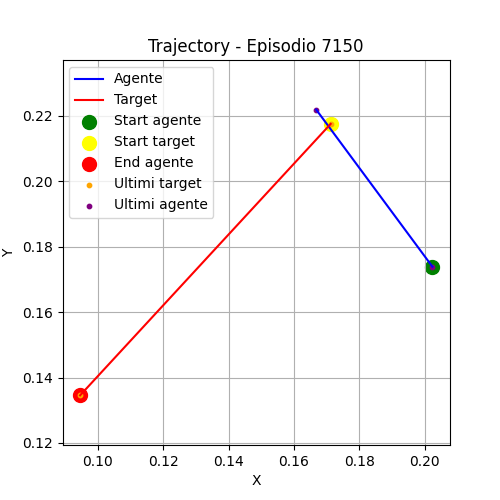 Trajectory - Episodio 7150
Agente
Target
Start agente
Start target
End agente
Ultimi target
Ultimi agente
0.22
0.20
0.18
0.16
0.14
0.12
Y
0.10 0.12 0.14 0.16 0.18 0.20
X